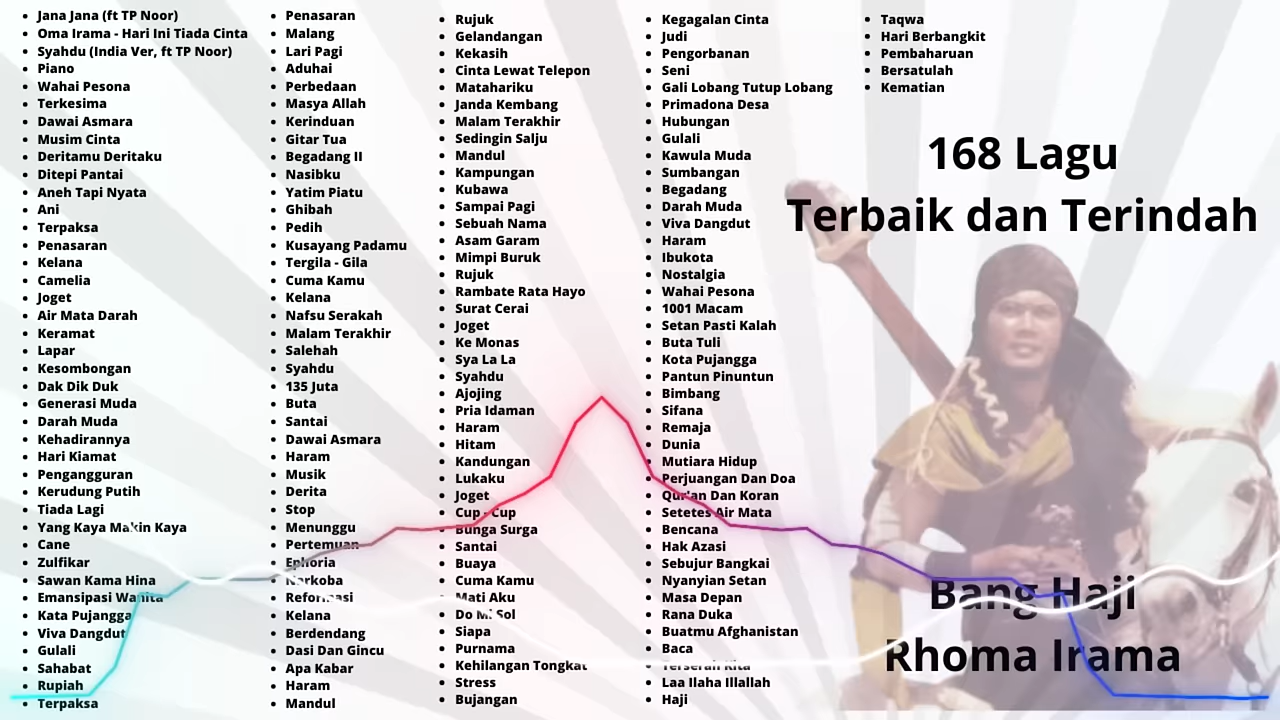 Jana Jana (ft TP Noor)
Oma Irama - Hari Ini Tiada Cinta
Syahdu (India Ver, ft TP Noor)
Piano
Wahai Pesona
Terkesima
Dawai Asmara
Musim Cinta
Deritamu Deritaku
Ditepi Pantai
Aneh Tapi Nyata
Ani
Terpaksa
Penasaran
Kelana
Camelia
Joget
Air Mata Darah
Keramat
Lapar
Kesombongan
Dak Dik Duk
Generasi Muda
Darah Muda
Kehadirannya
Hari Kiamat
Pengangguran
Kerudung Putih
Tiada Lagi
Yang Kaya Makin Kaya
Cane
Zulfikar
Sawan Kama Hina
Emansipasi Wanita
Kata Pujangga
Viva Dangdut
Gulali
Sahabat
Rupiah
Terpaksa
Penasaran
Malang
Lari Pagi
Aduhai
Perbedaan
Masya Allah
Kerinduan
Gitar Tua
Begadang II
Nasibku
Yatim Piatu
Ghibah
Pedih
Kusayang Padamu
Tergila - Gila
Cuma Kamu
Kelana
Nafsu Serakah
Malam Terakhir
Salehah
Syahdu
135 Juta
Buta
Santai
Dawai Asmara
Haram
Musik
Derita
Stop
Menunggu
Pertemuan
Ephoria
Narkoba
Reformasi
Kelana
Berdendang
Dasi Dan Gincu
Apa Kabar
Haram
Mandul
Rujuk
Gelandangan
Kekasih
Cinta Lewat Telepon
Matahariku
Janda Kembang
Malam Terakhir
Sedingin Salju
Mandul
Kampungan
Kubawa
Sampai Pagi
Sebuah Nama
Asam Garam
Mimpi Buruk
Rujuk
Rambate Rata Hayo
Surat Cerai
Joget
Ke Monas
Sya La La
Syahdu
Ajojing
Pria Idaman
Haram
Hitam
Kandungan
Lukaku
Joget
Cup - Cup
Bunga Surga
Santai
Buaya
Cuma Kamu
Mati Aku
Do Mi Sol
Siapa
Purnama
Kehilangan Tongkat
Stress
Bujangan
Kegagalan Cinta
Judi
Pengorbanan
Seni
Gali Lobang Tutup Lobang
Primadona Desa
Hubungan
Gulali
Kawula Muda
Sumbangan
Begadang
Darah Muda
Viva Dangdut
Haram
Ibukota
Nostalgia
Wahai Pesona
1001 Macam
Setan Pasti Kalah
Buta Tuli
Kota Pujangga
Pantun Pinuntun
Bimbang
Sifana
Remaja
Dunia
Mutiara Hidup
Perjuangan Dan Doa
Qur'an Dan Koran
Setetes Air Mata
Bencana
Hak Azasi
Sebujur Bangkai
Nyanyian Setan
Masa Depan
Rana Duka
Buatmu Afghanistan
Baca
Terserah Kita
Laa Ilaha Illallah
Haji
Taqwa
Hari Berbangkit
Pembaharuan
Bersatulah
Kematian
168 Lagu
Terbaik dan Terindah
Bang Haji
Rhoma Irama